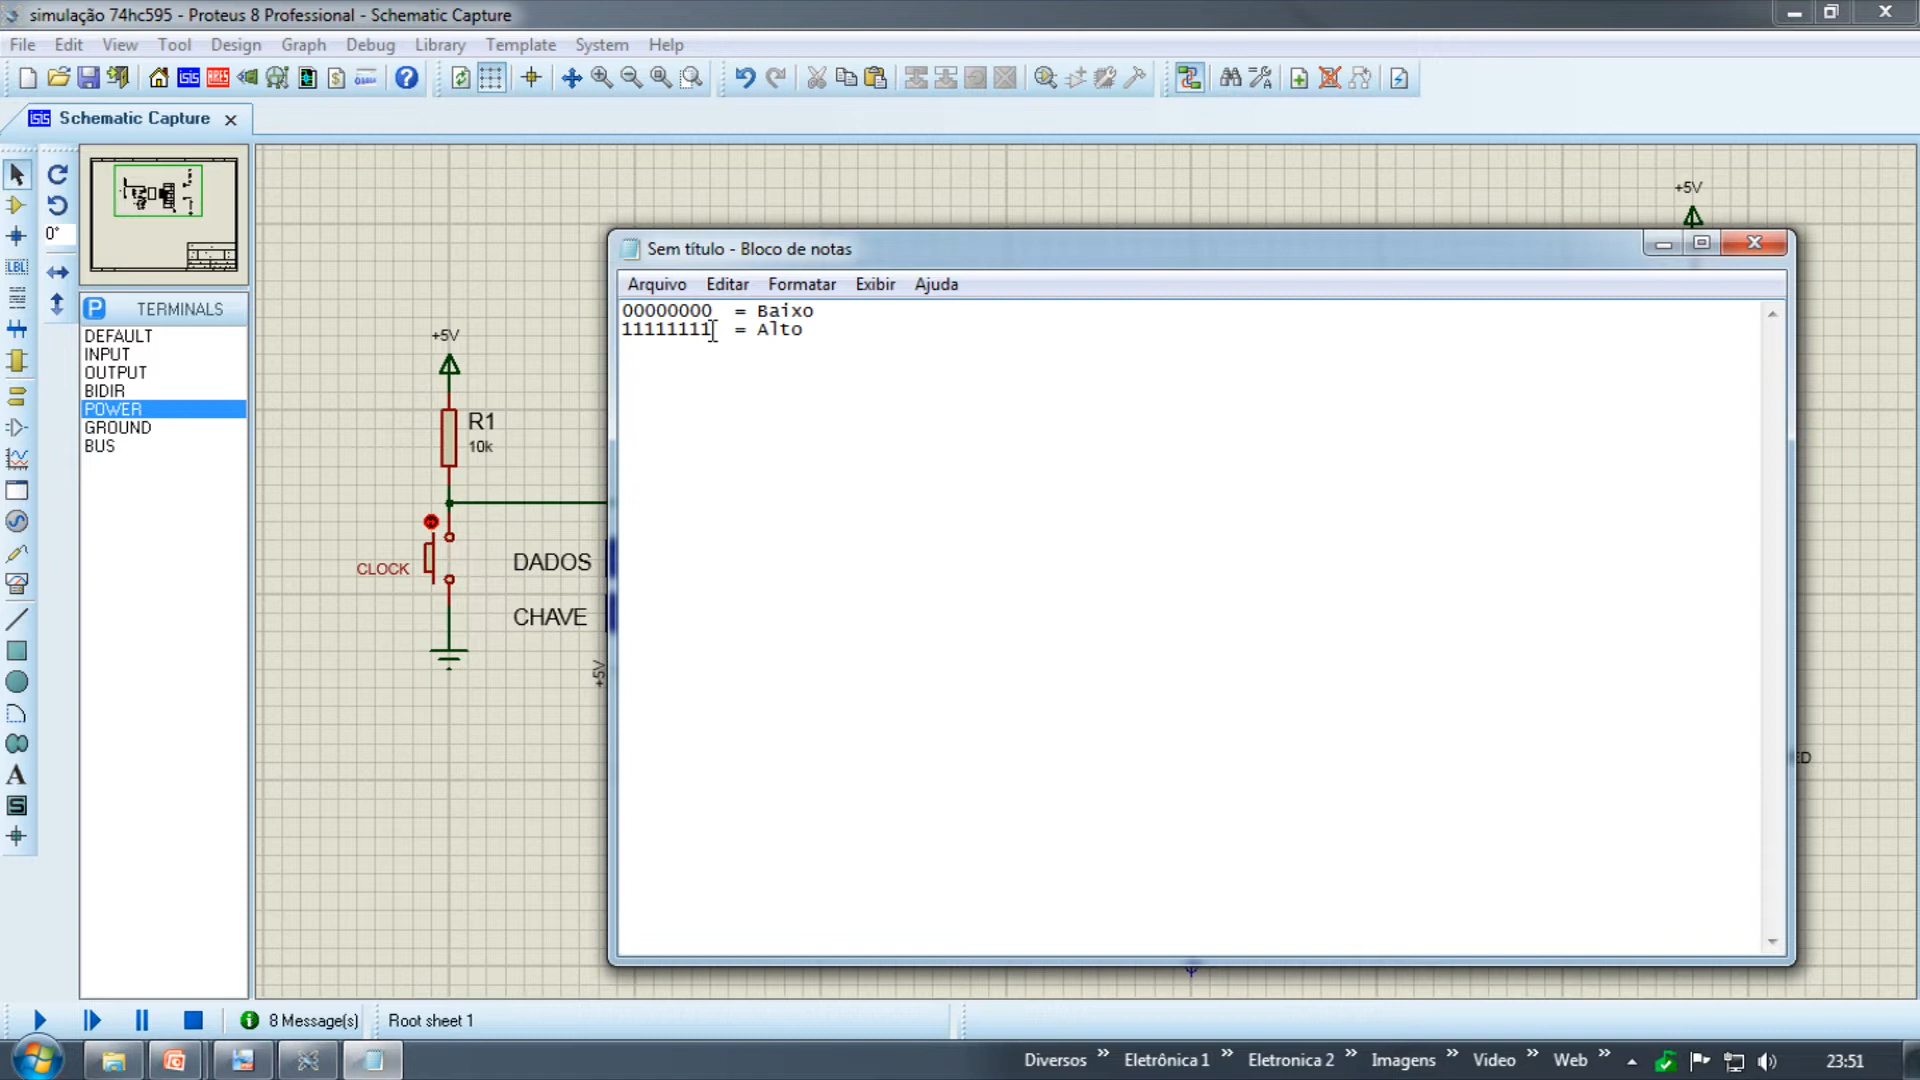 simulação 74hc595 - Proteus 8 Professional - Schematic Capture
File Edit View Tool Design Graph Debug Library Template System Help
Schematic Capture
0°
LBL
P TERMINALS
DEFAULT
INPUT
OUTPUT
BIDIR
POWER
GROUND
BUS
+5V
R1
10k
CLOCK
DADOS
CHAVE
+5V
+5V
Sem título - Bloco de notas
Arquivo Editar Formatar Exibir Ajuda
00000000 = Baixo
11111111 = Alto
ED
8 Message(s) Root sheet 1
Diversos » Eletrônica 1 » Eletronica 2 » Imagens » Video » Web » 23:51